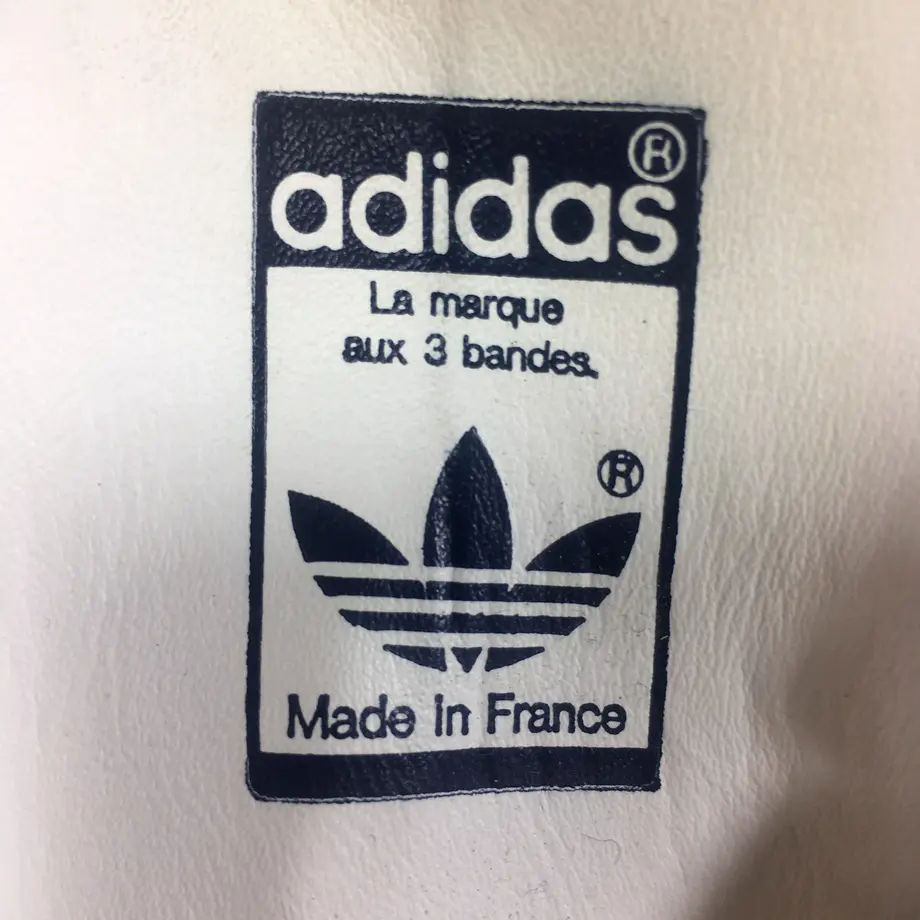 adidas®
La marque
aux 3 bandes.
®
Made in France